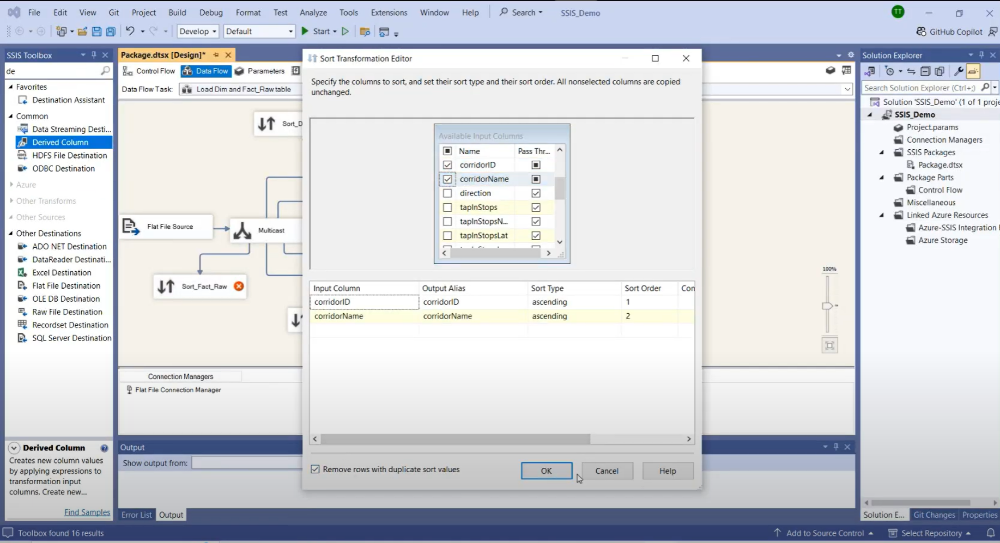 File Edit View Git Project Build Debug Format Test Analyze Tools Extensions Window Help Search SSIS_Demo TT
Develop Default Start GitHub Copilot
SSIS Toolbox
de
Favorites
Destination Assistant
Common
Data Streaming Desti...
Derived Column
HDFS File Destination
ODBC Destination
Azure
Other Transforms
Other Sources
Other Destinations
ADO NET Destination
DataReader Destinati...
Excel Destination
Flat File Destination
OLE DB Destination
Raw File Destination
Recordset Destination
SQL Server Destination
Derived Column
Creates new column values
by applying expressions to
transformation input
columns. Create new...
Find Samples
Package.dtsx [Design]*
Control Flow Data Flow Parameters
Data Flow Task: Load Dim and Fact_Raw table
Sort_D
Flat File Source
Multicast
Sort_Fact_Raw
100%
Connection Managers
Flat File Connection Manager
Sort Transformation Editor
Specify the columns to sort, and set their sort type and their sort order. All nonselected columns are copied
unchanged.
Available Input Columns
Name Pass Thr...
corridorID
corridorName
direction
tapInStops
tapInStopsN...
tapInStopsLat
Input Column Output Alias Sort Type Sort Order Con
corridorID corridorID ascending 1
corridorName corridorName ascending 2
Remove rows with duplicate sort values
OK Cancel Help
Output
Show output from:
Error List Output
Solution Explorer
Search Solution Explorer (Ctrl+;)
Solution 'SSIS_Demo' (1 of 1 proje
SSIS_Demo
Project.params
Connection Managers
SSIS Packages
Package.dtsx
Package Parts
Control Flow
Miscellaneous
Linked Azure Resources
Azure-SSIS Integration
Azure Storage
Solution E... Git Changes Properties
Toolbox found 16 results Add to Source Control Select Repository